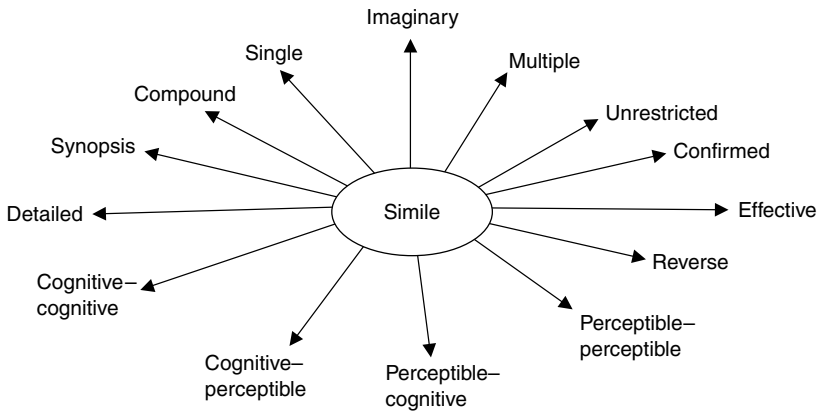 Imaginary
Single
Multiple
Compound
Unrestricted
Synopsis
Confirmed
Simile
Detailed
Effective
Reverse
Cognitive–
cognitive
Perceptible–
perceptible
Cognitive–
perceptible
Perceptible–
cognitive